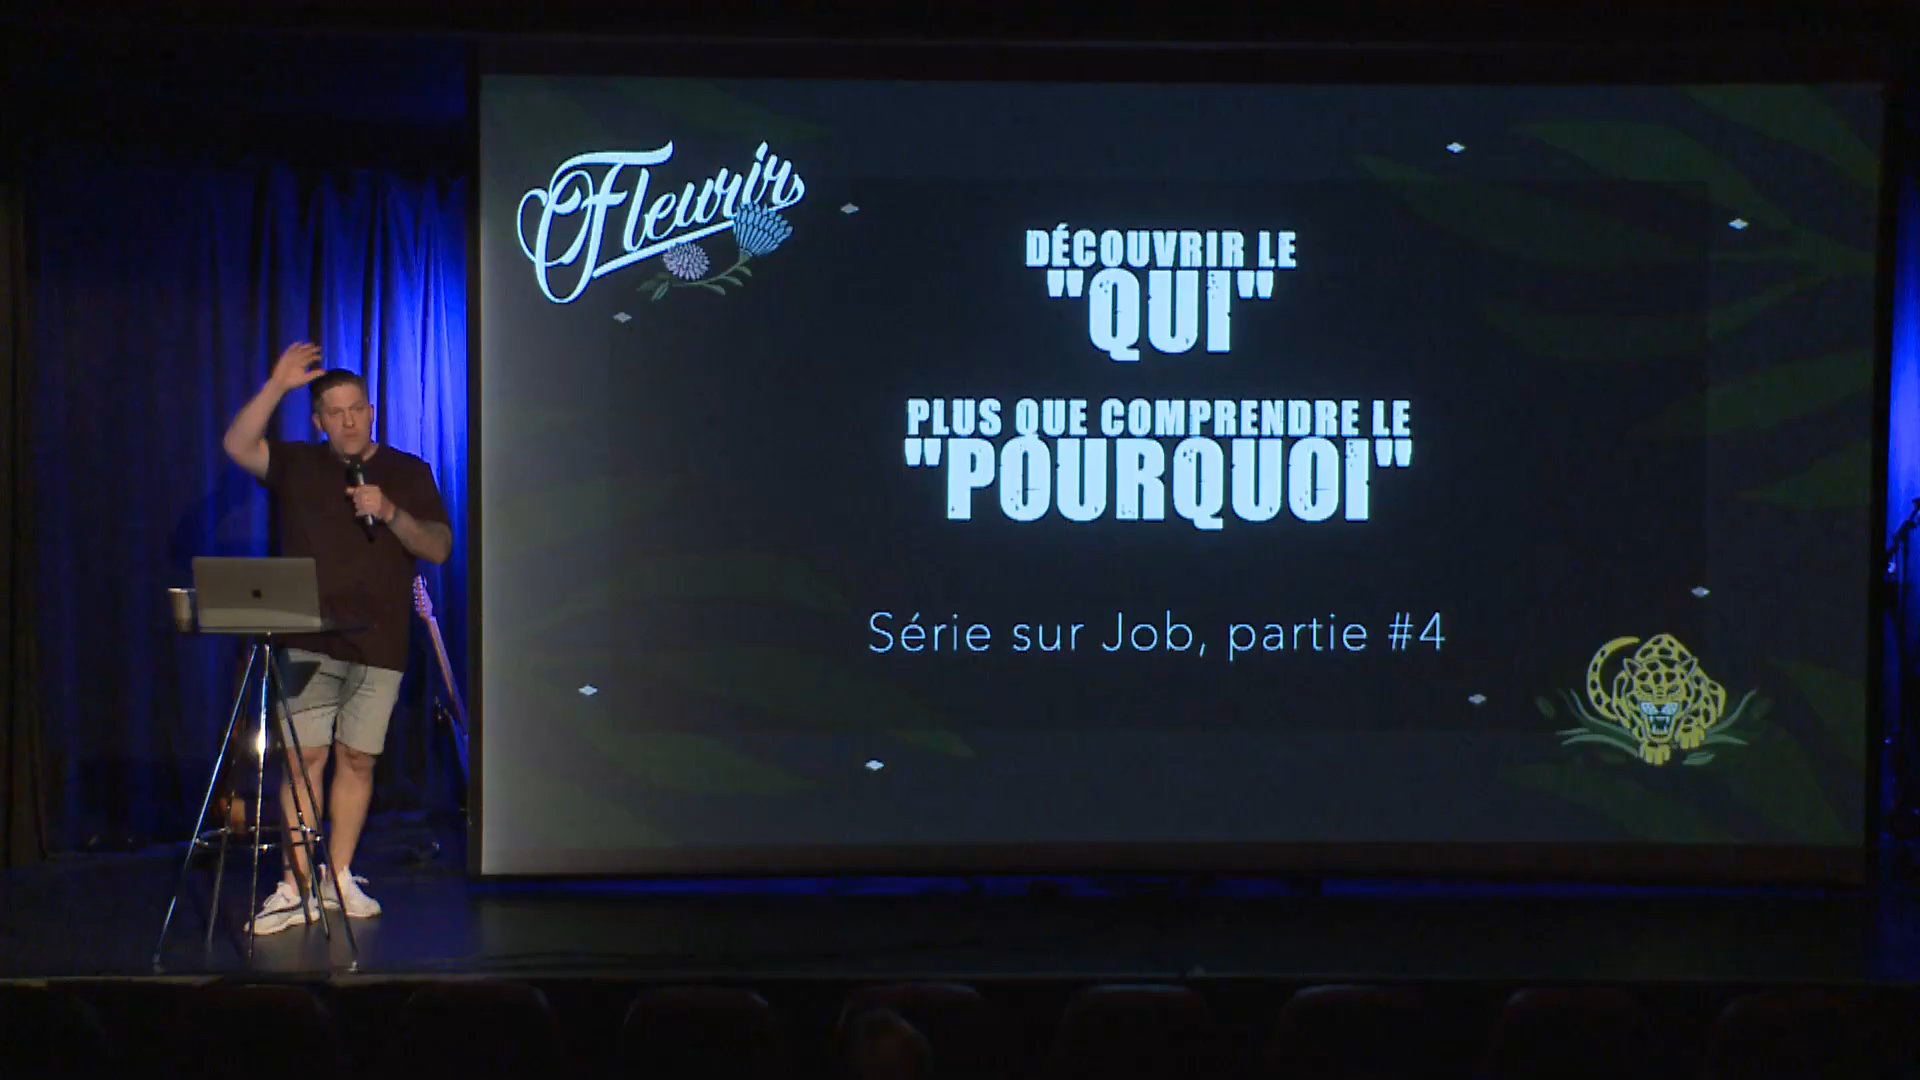 Fleurir
DÉCOUVRIR LE
"QUI"
PLUS QUE COMPRENDRE LE
"POURQUOI"
Série sur Job, partie #4